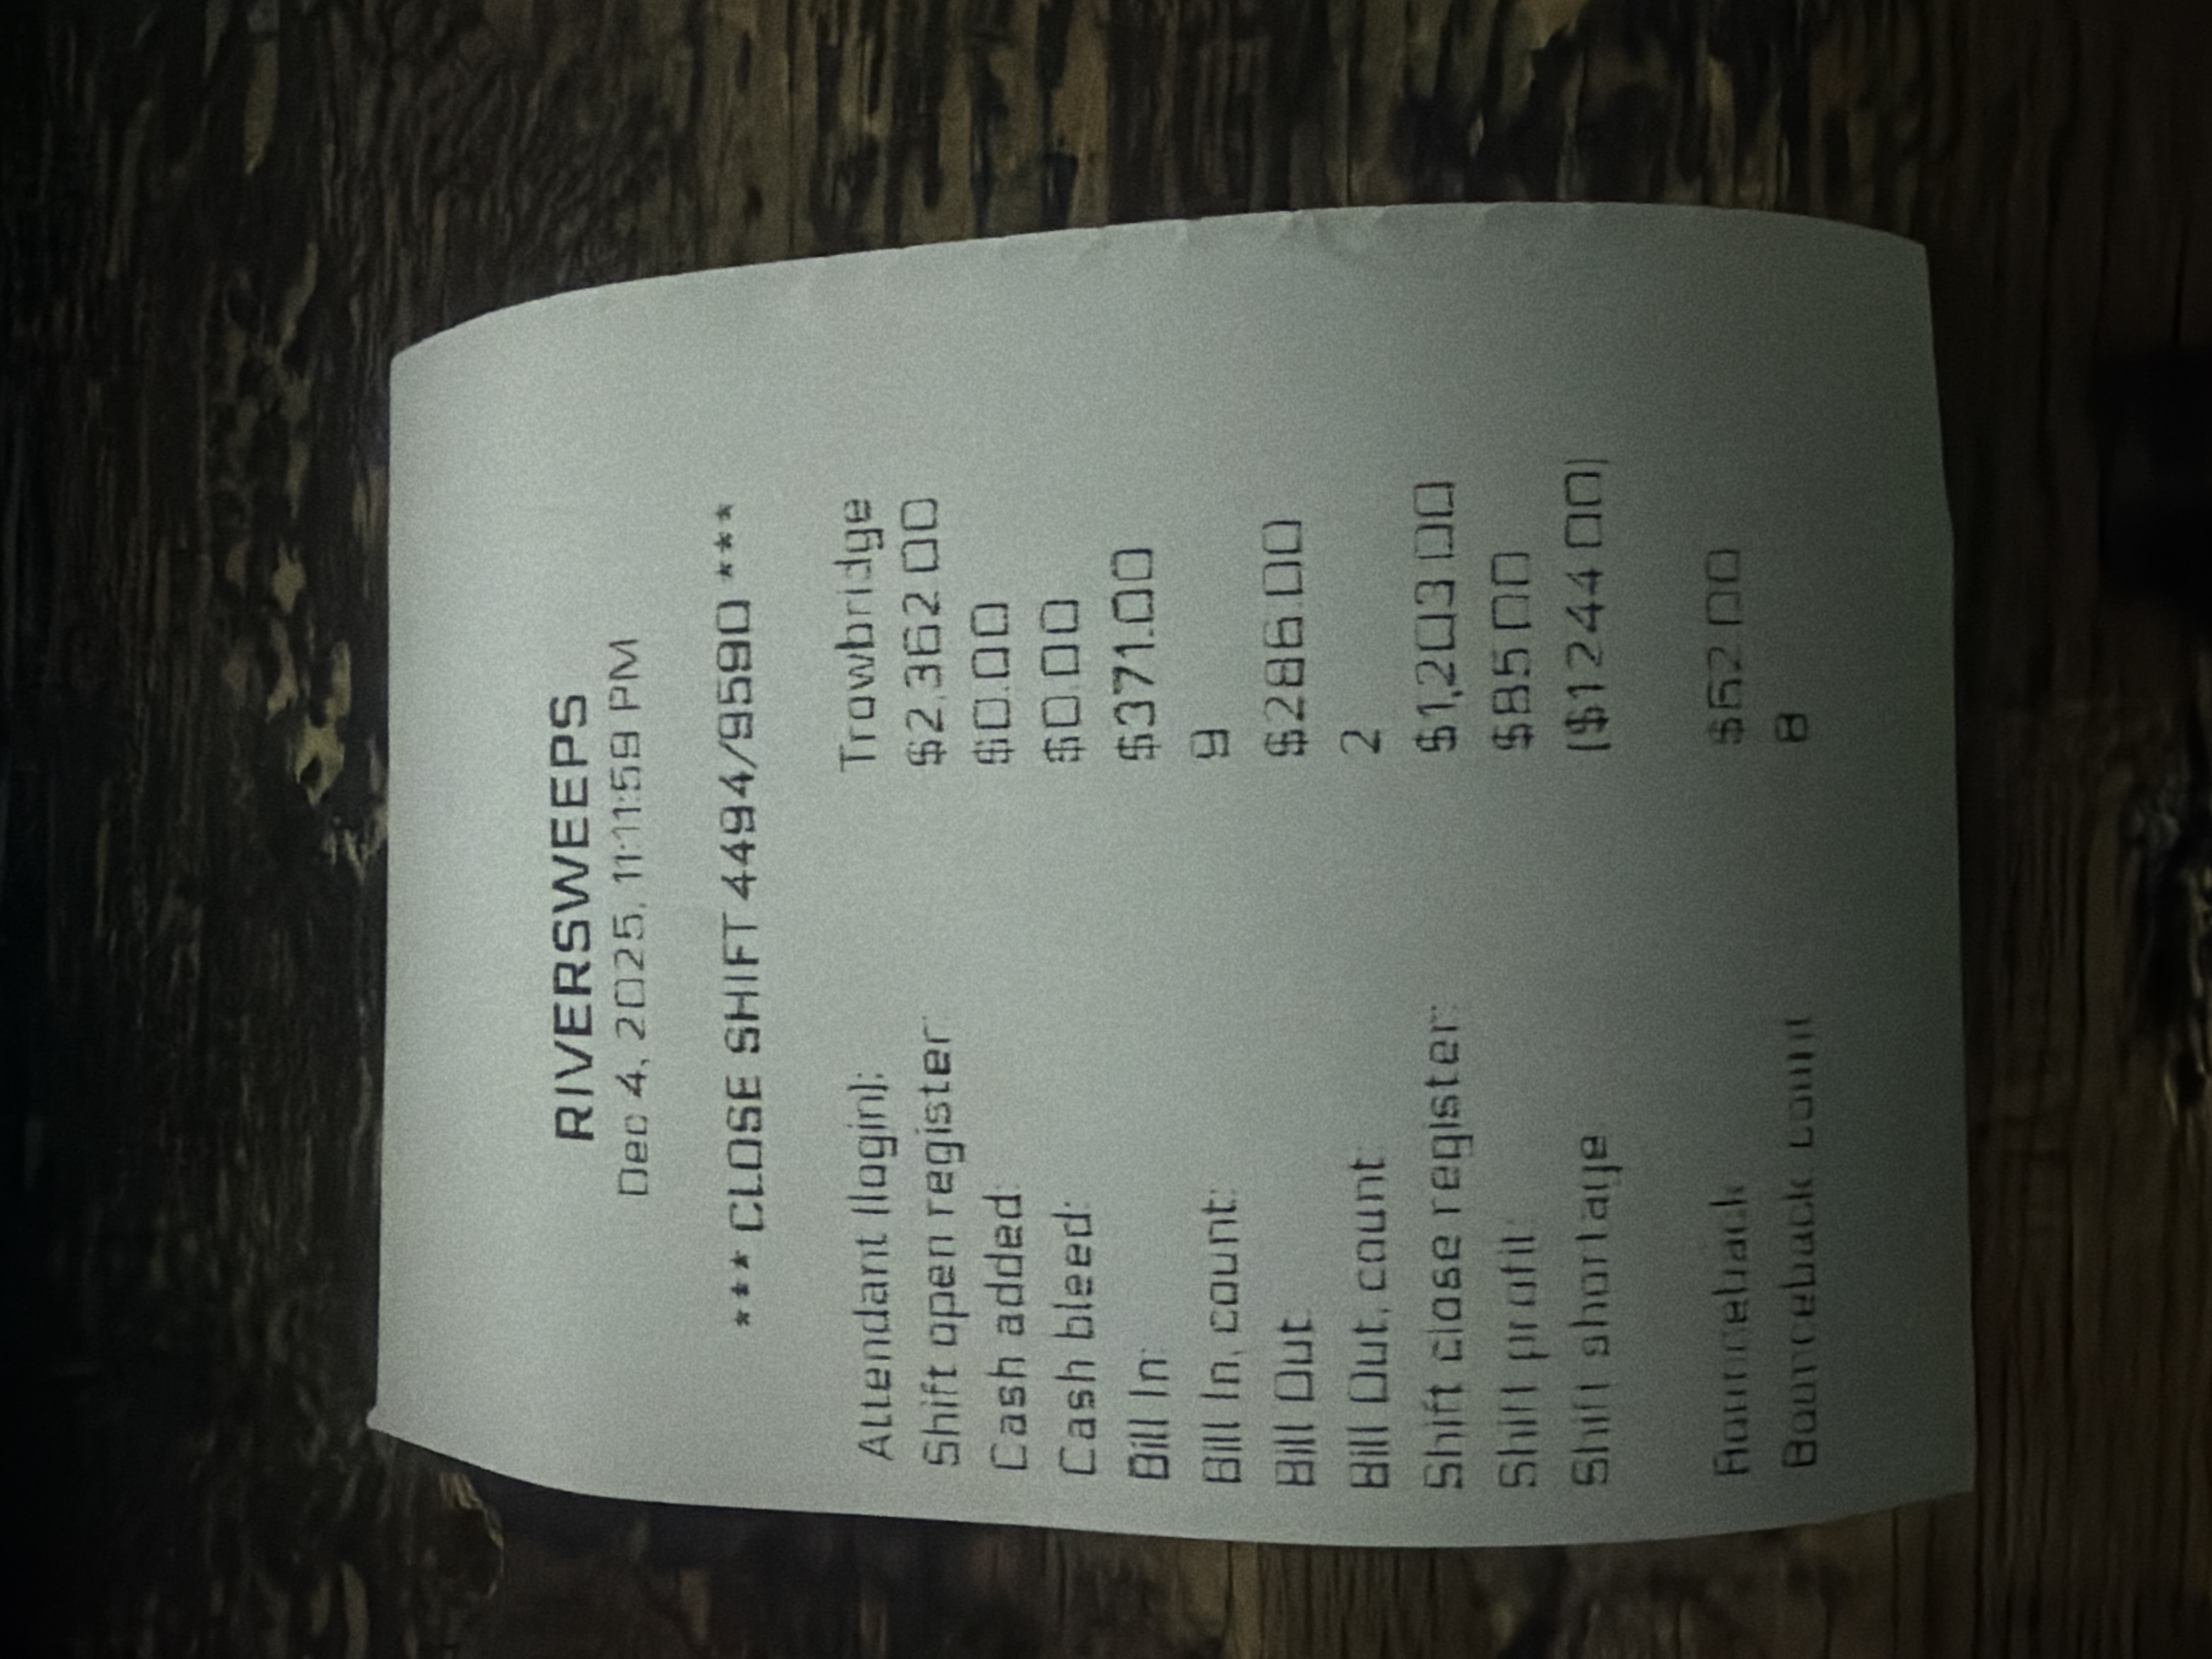 RIVERSWEEPS
Dec 4, 2025, 11:11:59 PM
*** CLOSE SHIFT 4494/9590 ***
Attendant (login): Trowbridge
Shift open register: $2,362.00
Cash added: $0.00
Cash bleed: $0.00
Bill In: $371.00
Bill In, count: 9
Bill Out: $286.00
Bill Out, count: 2
Shift close register: $1,203.00
Shift profit: $85.00
Shift shortage: ($1244.00)
Bounceback $62.00
Bounceback count 8